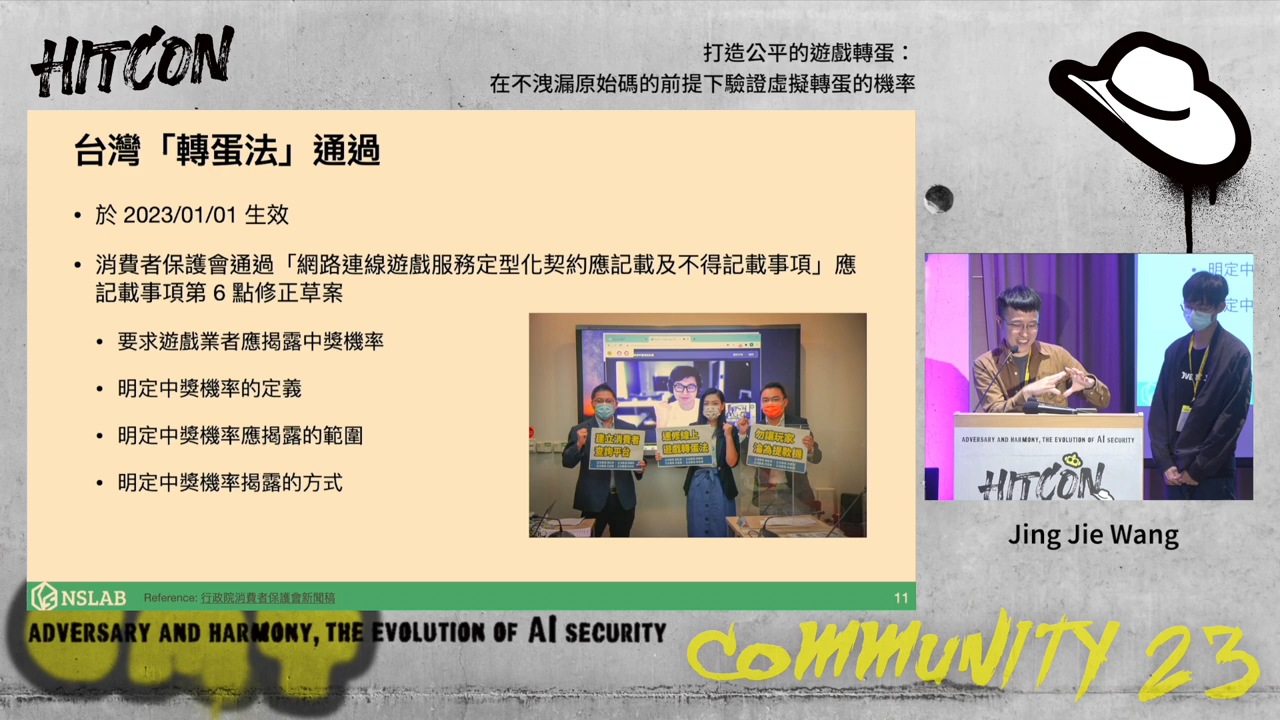 HITCON
打造公平的遊戲轉蛋：
在不洩漏原始碼的前提下驗證虛擬轉蛋的機率
台灣「轉蛋法」通過
• 於 2023/01/01 生效
• 消費者保護會通過「網路連線遊戲服務定型化契約應記載及不得記載事項」應
記載事項第 6 點修正草案
• 要求遊戲業者應揭露中獎機率
• 明定中獎機率的定義
• 明定中獎機率應揭露的範圍
• 明定中獎機率揭露的方式
建立消費者
查詢平台
速修線上
遊戲轉蛋法
勿讓玩家
淪為提款機
NSLAB
Reference: 行政院消費者保護會新聞稿
11
• 明定中
定中
ADVERSARY AND HARMONY, THE EVOLUTION OF AI SECURITY
HITCON
Jing Jie Wang
ADVERSARY AND HARMONY, THE EVOLUTION OF AI SECURITY
COMMUNITY 23